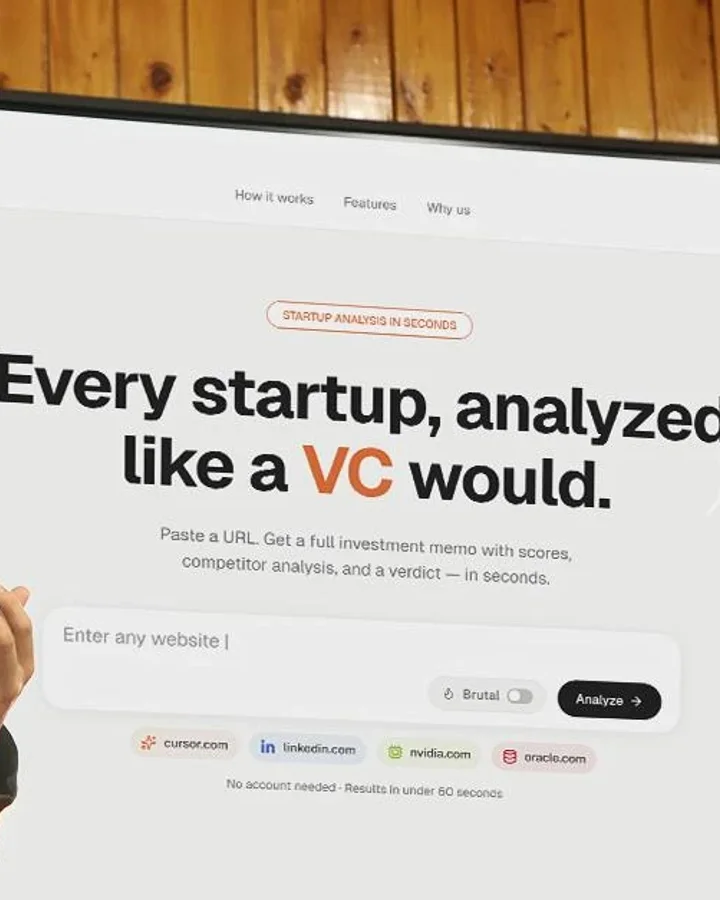 How it works Features Why us
STARTUP ANALYSIS IN SECONDS
Every startup, analyzed
like a VC would.
Paste a URL. Get a full investment memo with scores,
competitor analysis, and a verdict — in seconds.
Enter any website |
Brutal Analyze →
cursor.com linkedin.com nvidia.com oracle.com
No account needed · Results in under 60 seconds